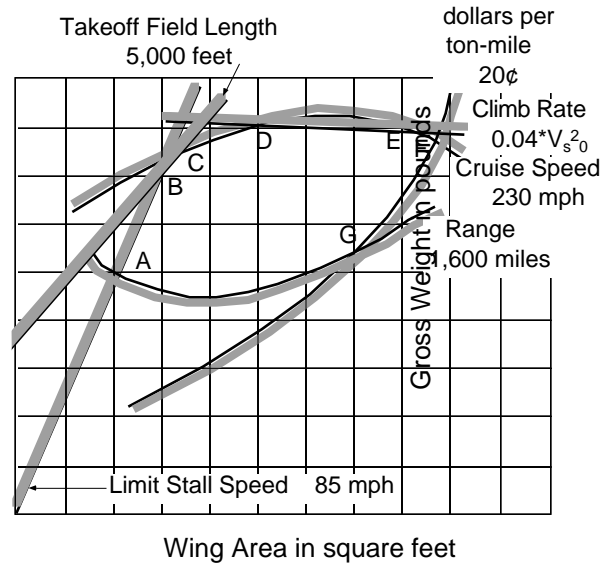 Takeoff Field Length
5,000 feet
dollars per
ton-mile
20¢
Climb Rate
0.04*Vₛ²₀
Cruise Speed
230 mph
Range
1,600 miles
A
B
C
D
E
F
G
Gross Weight in pounds
Limit Stall Speed 85 mph
Wing Area in square feet